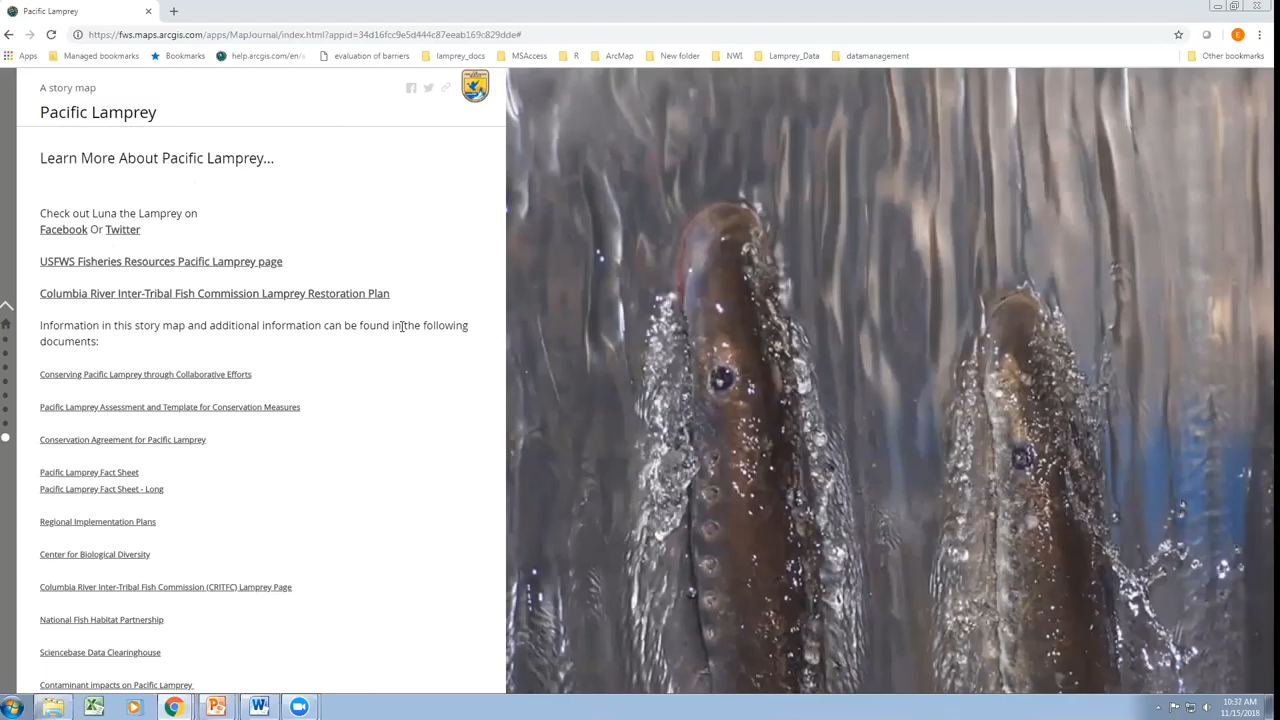 Pacific Lamprey
https://fws.maps.arcgis.com/apps/MapJournal/index.html?appid=34d16fcc9e5d444c87eeab169c829dde#
Apps Managed bookmarks Bookmarks help.arcgis.com/en/a evaluation of barriers lamprey_docs MSAccess R ArcMap New folder NWI Lamprey_Data datamanagement Other bookmarks
A story map
Pacific Lamprey
Learn More About Pacific Lamprey...
Check out Luna the Lamprey on
Facebook Or Twitter
USFWS Fisheries Resources Pacific Lamprey page
Columbia River Inter-Tribal Fish Commission Lamprey Restoration Plan
Information in this story map and additional information can be found in the following
documents:
Conserving Pacific Lamprey through Collaborative Efforts
Pacific Lamprey Assessment and Template for Conservation Measures
Conservation Agreement for Pacific Lamprey
Pacific Lamprey Fact Sheet
Pacific Lamprey Fact Sheet - Long
Regional Implementation Plans
Center for Biological Diversity
Columbia River Inter-Tribal Fish Commission (CRITFC) Lamprey Page
National Fish Habitat Partnership
Sciencebase Data Clearinghouse
Contaminant impacts on Pacific Lamprey
10:37 AM
11/15/2018